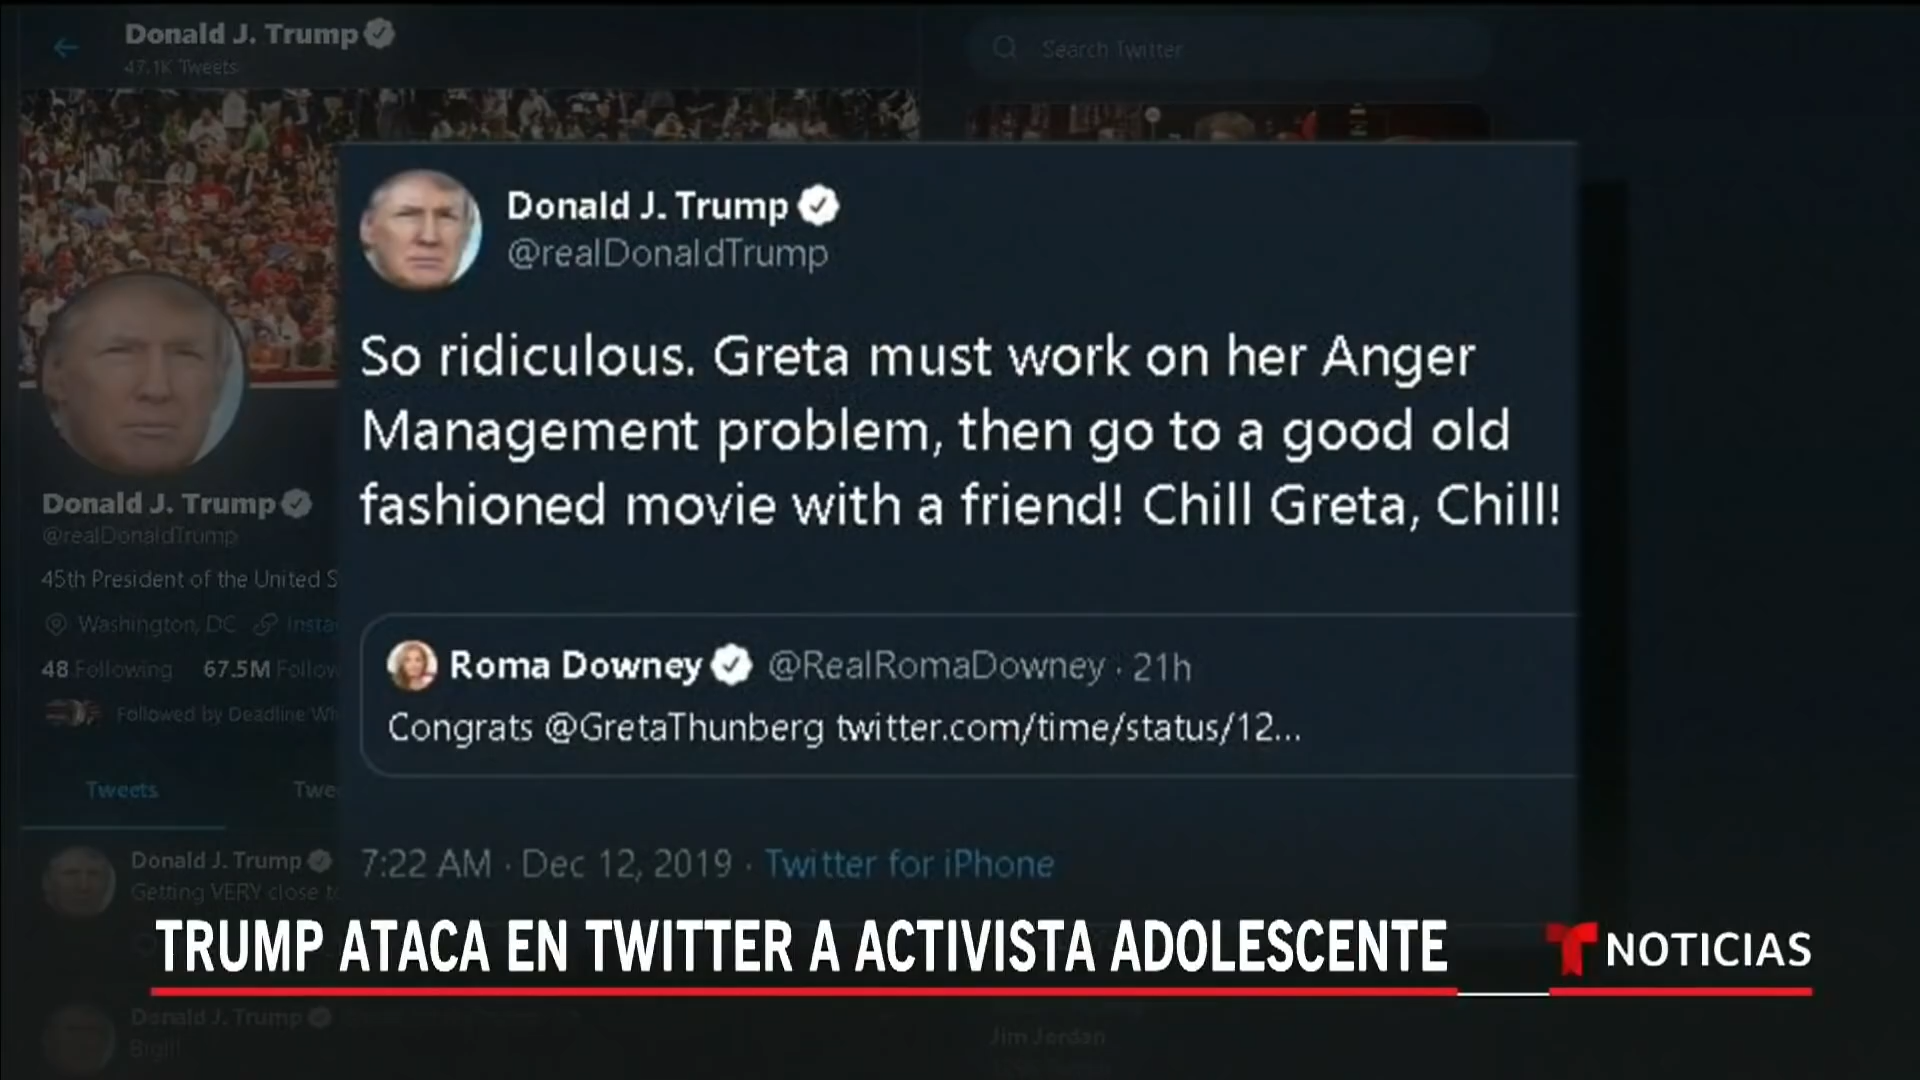 Donald J. Trump
47.1K Tweets
Search Twitter
Donald J. Trump
@realDonaldTrump
So ridiculous. Greta must work on her Anger
Management problem, then go to a good old
fashioned movie with a friend! Chill Greta, Chill!
Donald J. Trump
@realDonaldTrump
45th President of the United S
Washington, DC Insta
48 Following 67.5M Follow
Followed by Deadline Wh
Roma Downey @RealRomaDowney · 21h
Congrats @GretaThunberg twitter.com/time/status/12...
Tweets Twe
7:22 AM · Dec 12, 2019 · Twitter for iPhone
Donald J. Trump
Getting VERY close to
TRUMP ATACA EN TWITTER A ACTIVISTA ADOLESCENTE
NOTICIAS
Donald J. Trump
Jim Jordan